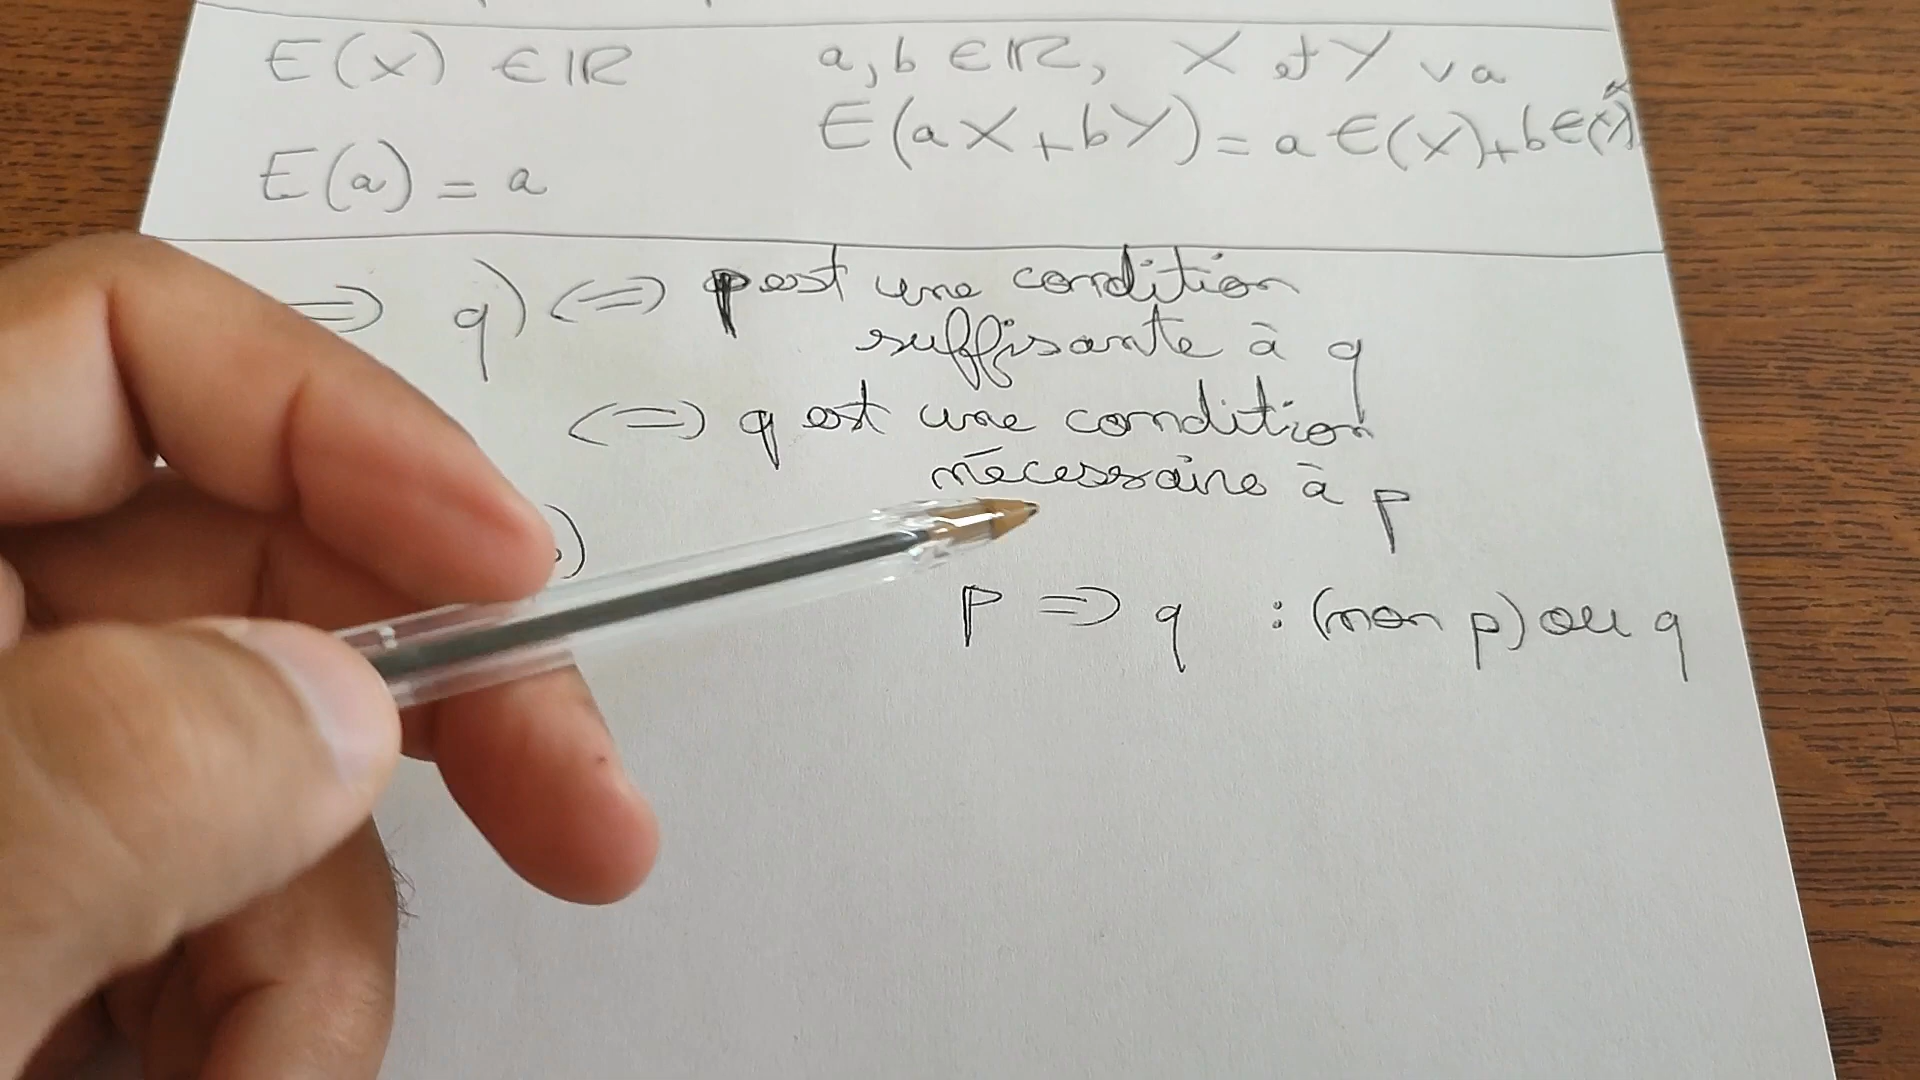 E(X) ∈ ℝ a, b ∈ ℝ, X et Y va
E(aX + bY) = a E(X) + b E(Y)
E(a) = a
⇒ q) ⇔ p est une condition
suffisante à q
⇔ q est une condition
nécessaire à p
)
p ⇒ q : (non p) ou q